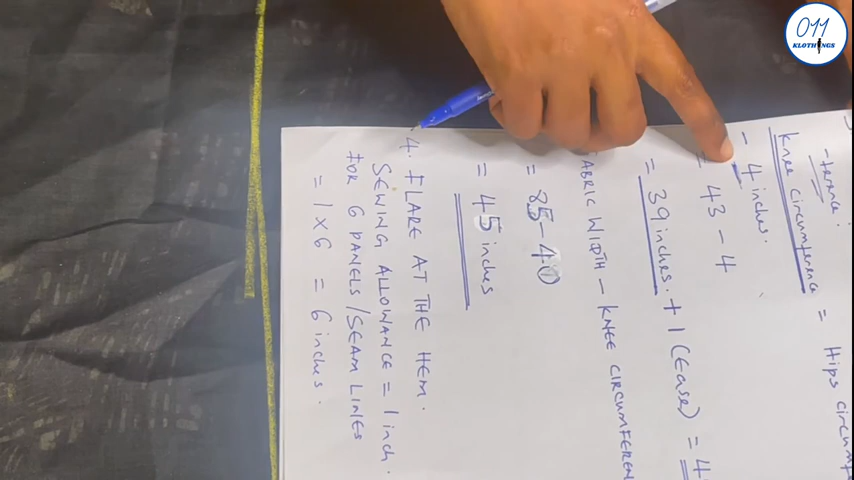 011
KLOTHINGS
-ference.
knee circumference = Hips circumf
- 4 inches.
= 43 - 4
= 39 inches. + 1 (Ease) = 4
ABRIC WIDTH - KNEE CIRCUMFEREN
= 85 - 40
= 45 inches
4. FLARE AT THE HEM.
SEWING ALLOWANCE = 1 inch.
FOR 6 PANELS / SEAM LINES
= 1 X 6 = 6 inches.